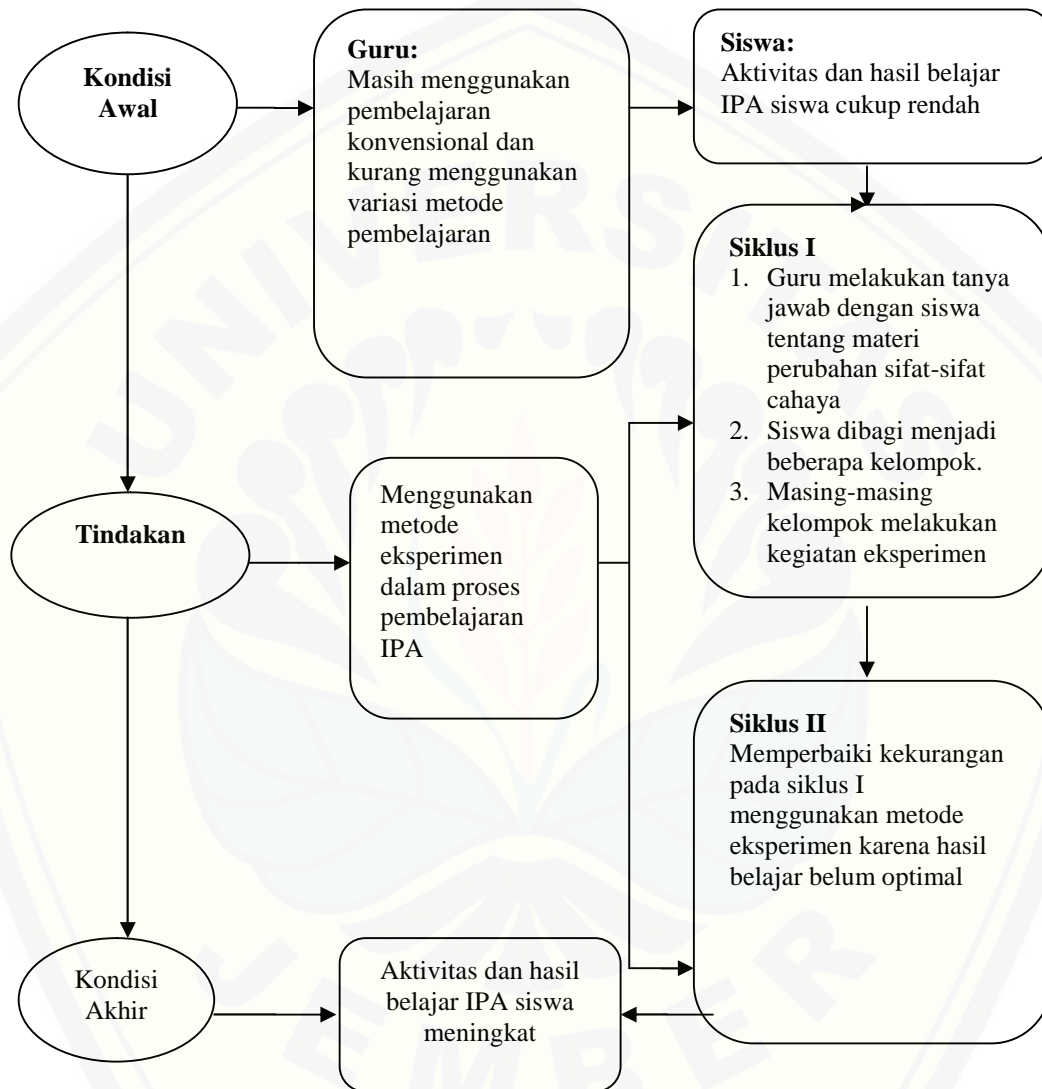 Kondisi
Awal
Guru:
Masih menggunakan
pembelajaran
konvensional dan
kurang menggunakan
variasi metode
pembelajaran
Siswa:
Aktivitas dan hasil belajar
IPA siswa cukup rendah
Siklus I
1. Guru melakukan tanya
jawab dengan siswa
tentang materi
perubahan sifat-sifat
cahaya
2. Siswa dibagi menjadi
beberapa kelompok.
3. Masing-masing
kelompok melakukan
kegiatan eksperimen
Tindakan
Menggunakan
metode
eksperimen
dalam proses
pembelajaran
IPA
Siklus II
Memperbaiki kekurangan
pada siklus I
menggunakan metode
eksperimen karena hasil
belajar belum optimal
Kondisi
Akhir
Aktivitas dan hasil
belajar IPA siswa
meningkat
UNIVERSITAS
JEMBER